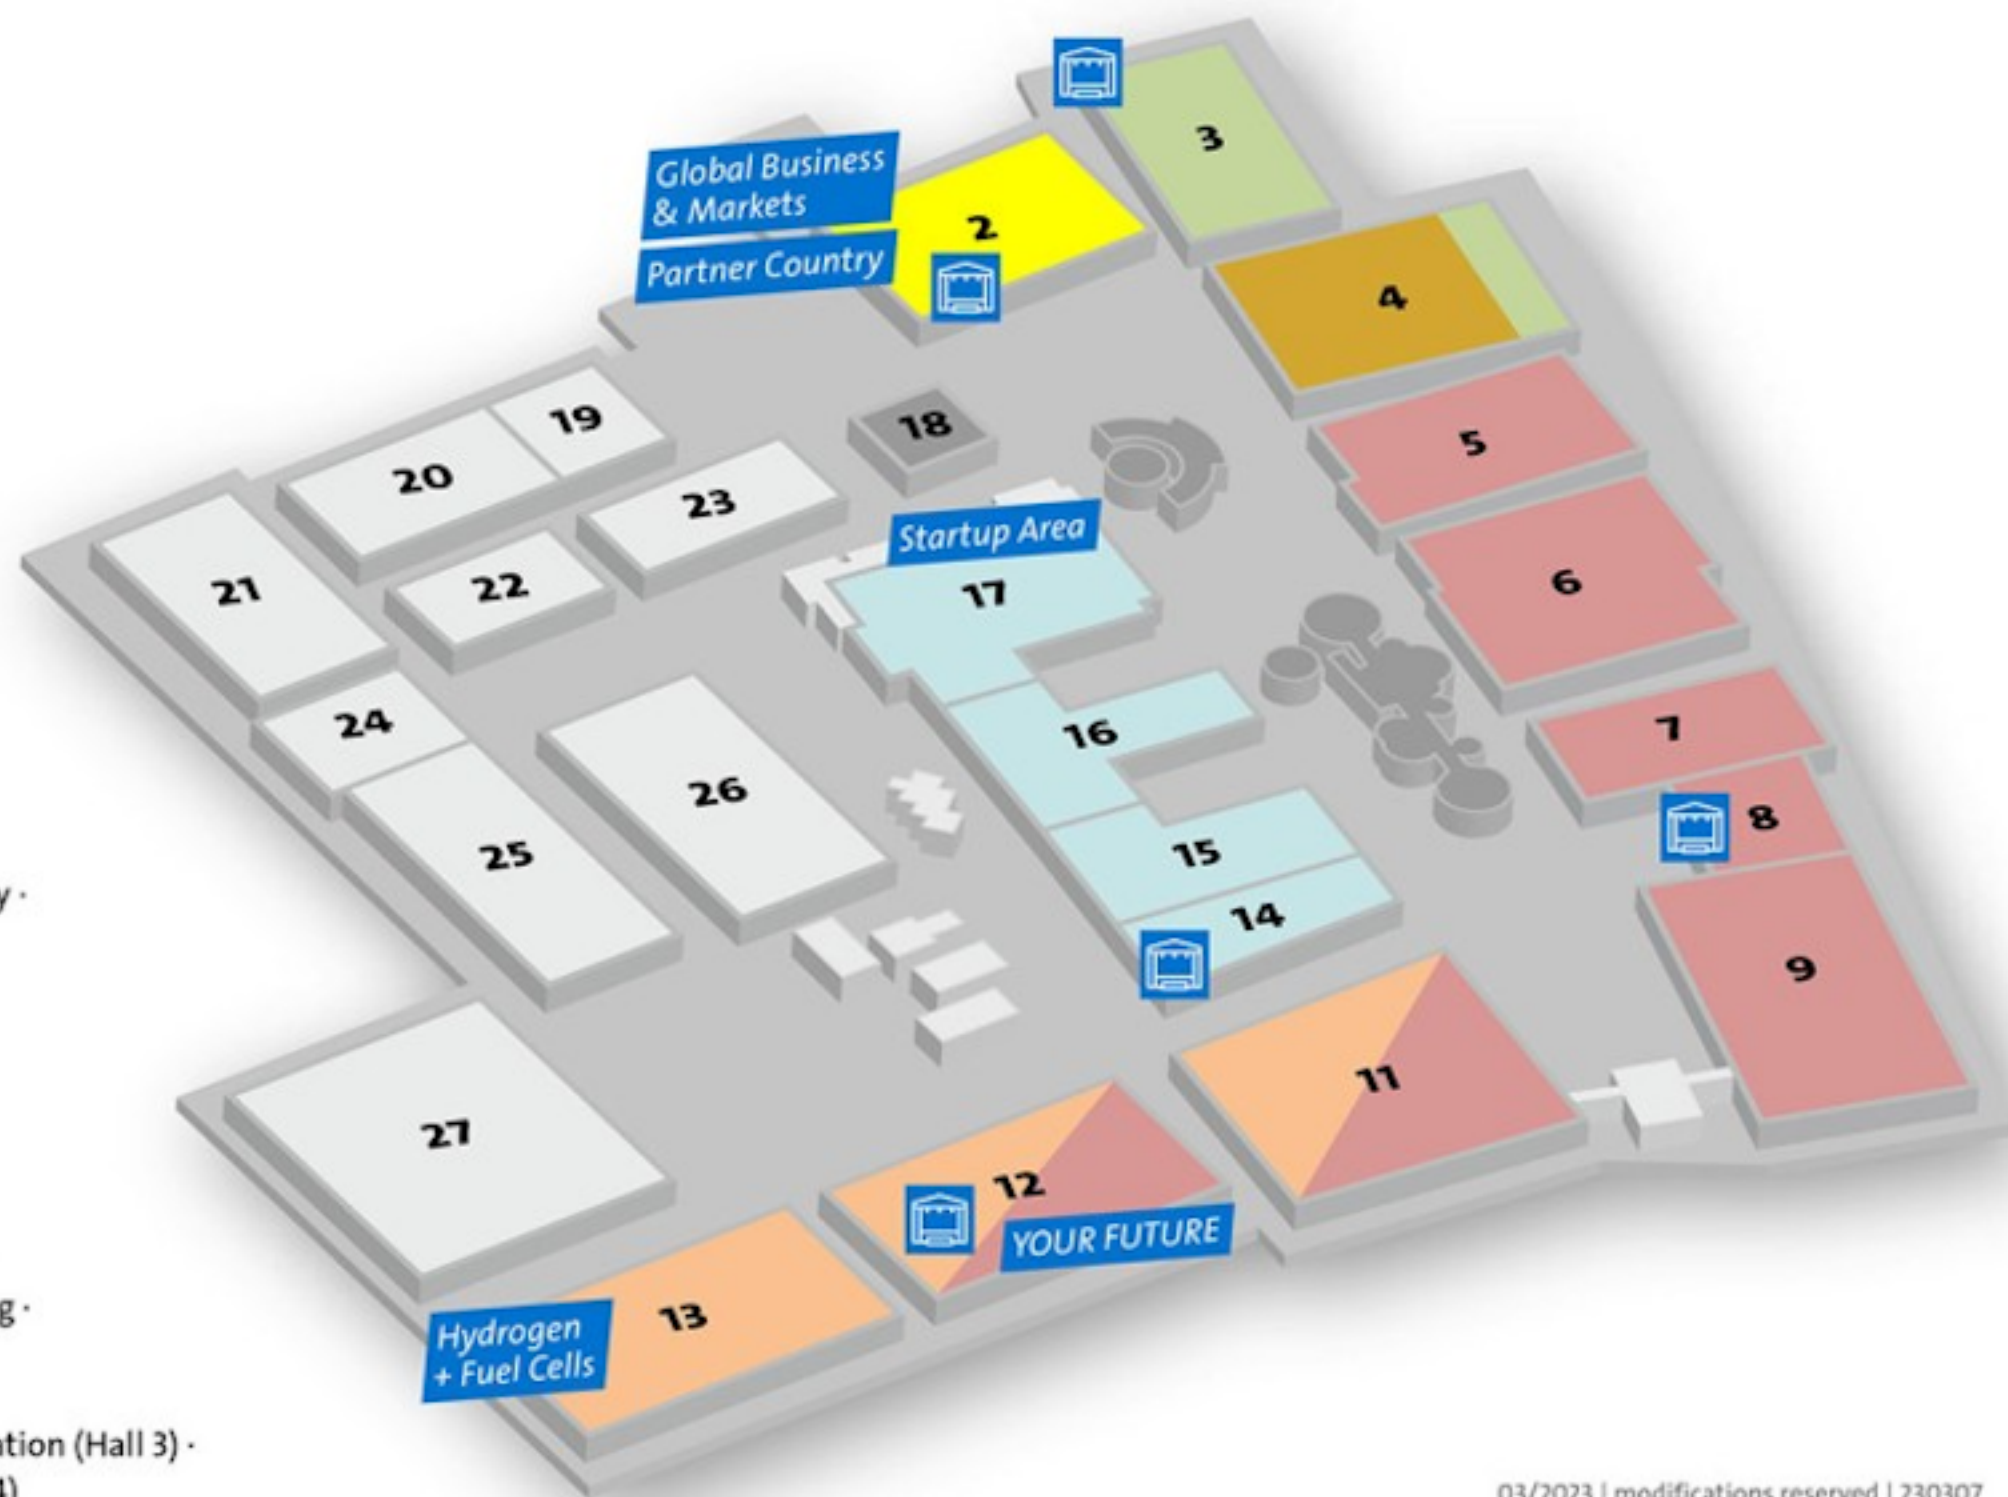 3
Global Business
& Markets
2
Partner Country
4
19
18
5
20
23
Startup Area
6
21
22
17
24
16
7
26
8
25
15
y ·
14
9
11
27
12
YOUR FUTURE
g ·
13
Hydrogen
+ Fuel Cells
tion (Hall 3) ·
4)
03/2023 | modifications reserved | 230307